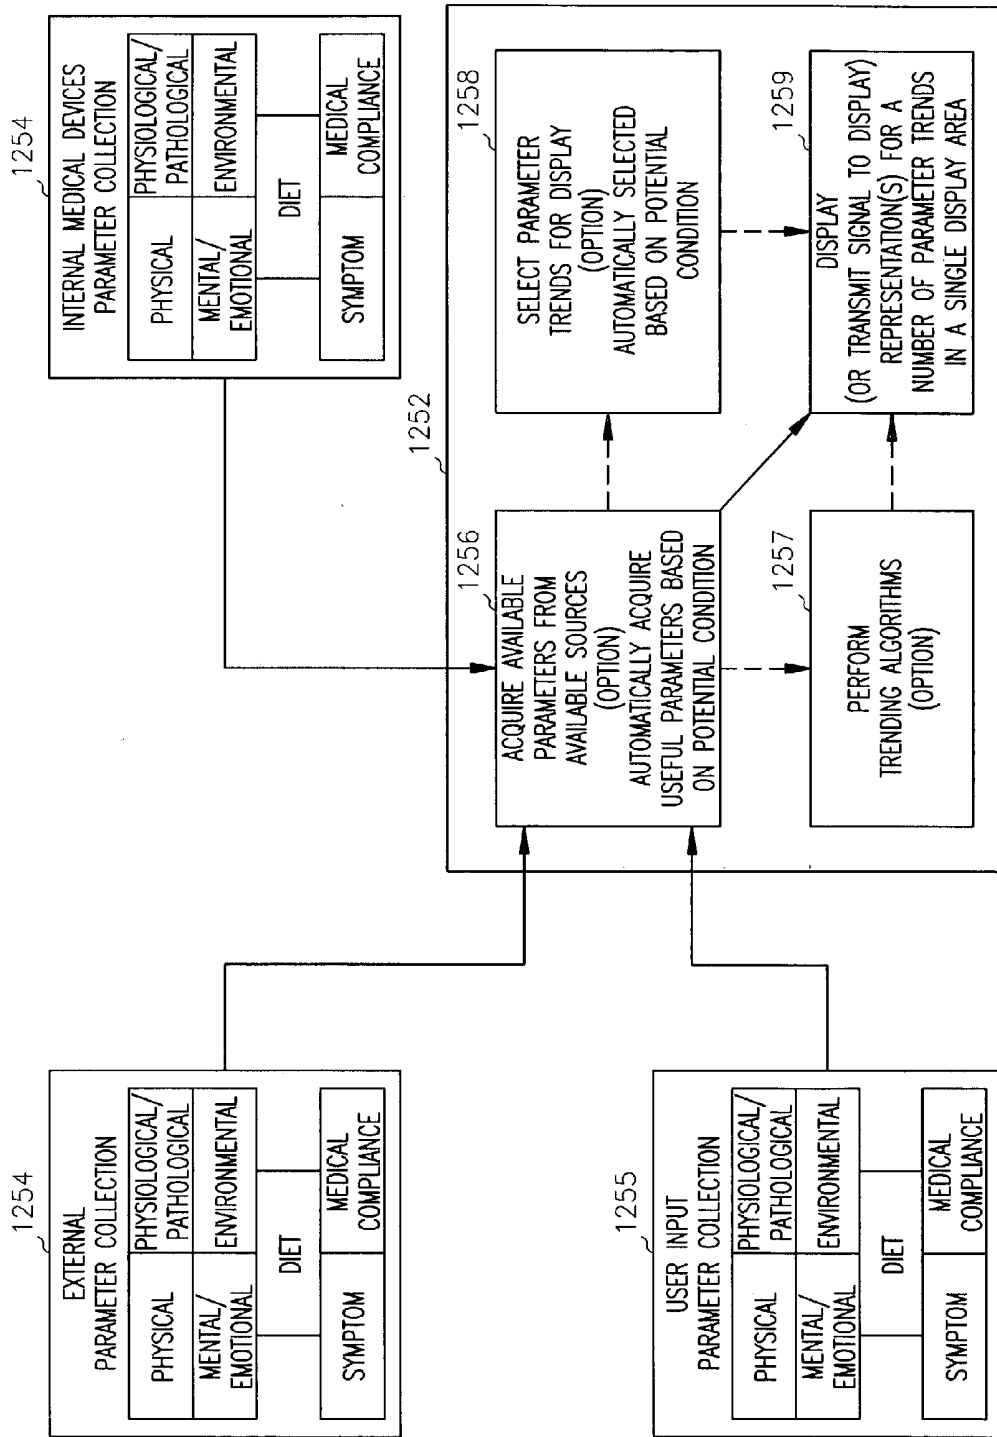 1254
EXTERNAL
PARAMETER COLLECTION
PHYSICAL
PHYSIOLOGICAL/
PATHOLOGICAL
MENTAL/
EMOTIONAL
ENVIRONMENTAL
DIET
SYMPTOM
MEDICAL
COMPLIANCE
1254
INTERNAL MEDICAL DEVICES
PARAMETER COLLECTION
PHYSICAL
PHYSIOLOGICAL/
PATHOLOGICAL
MENTAL/
EMOTIONAL
ENVIRONMENTAL
DIET
SYMPTOM
MEDICAL
COMPLIANCE
1252
1256
ACQUIRE AVAILABLE
PARAMETERS FROM
AVAILABLE SOURCES
(OPTION)
AUTOMATICALLY ACQUIRE
USEFUL PARAMETERS BASED
ON POTENTIAL CONDITION
1258
SELECT PARAMETER
TRENDS FOR DISPLAY
(OPTION)
AUTOMATICALLY SELECTED
BASED ON POTENTIAL
CONDITION
1255
USER INPUT
PARAMETER COLLECTION
PHYSICAL
PHYSIOLOGICAL/
PATHOLOGICAL
MENTAL/
EMOTIONAL
ENVIRONMENTAL
DIET
SYMPTOM
MEDICAL
COMPLIANCE
1257
PERFORM
TRENDING ALGORITHMS
(OPTION)
1259
DISPLAY
(OR TRANSMIT SIGNAL TO DISPLAY)
REPRESENTATION(S) FOR A
NUMBER OF PARAMETER TRENDS
IN A SINGLE DISPLAY AREA